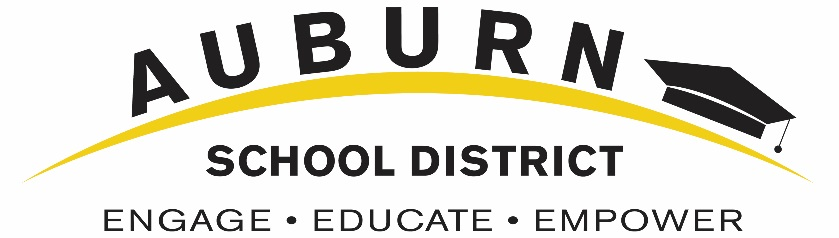 AUBURN
SCHOOL DISTRICT
ENGAGE • EDUCATE • EMPOWER